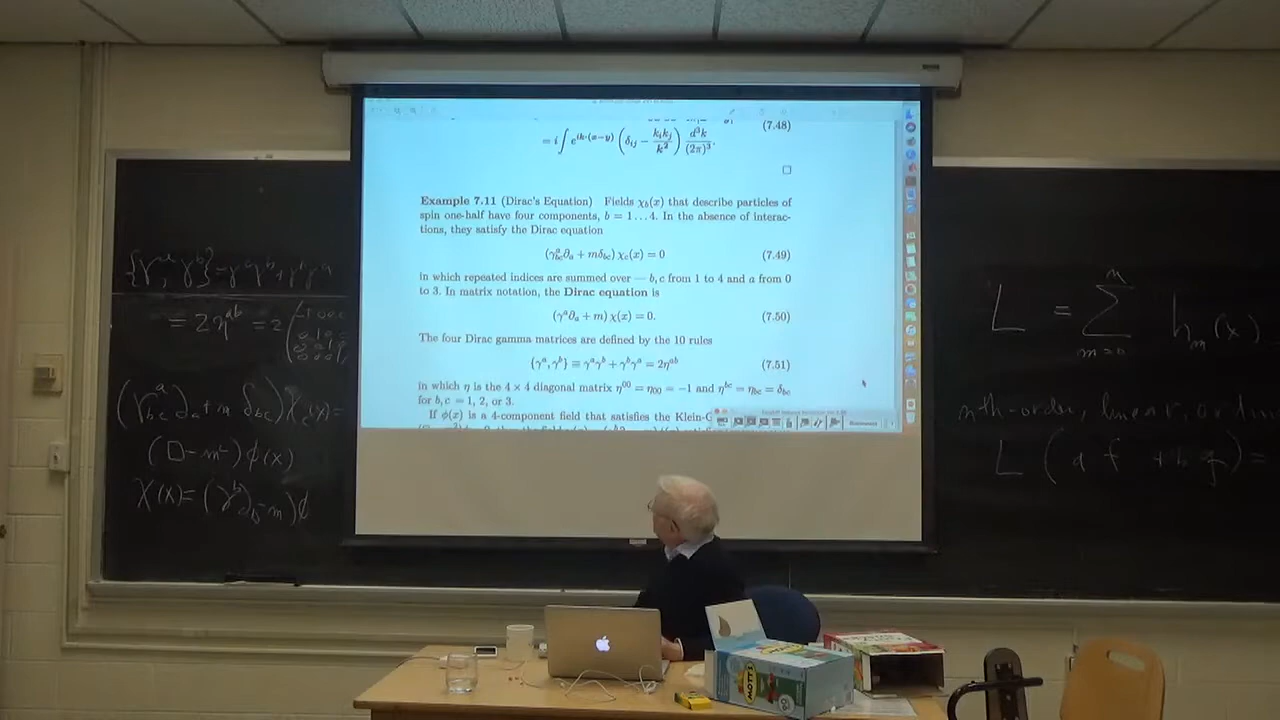 (7.48)
= i ∫ e^{ik·(x−y)} (δ_{ij} − k_i k_j / k²) d³k / (2π)³.
□
Example 7.11 (Dirac's Equation) Fields χ_b(x) that describe particles of
spin one-half have four components, b = 1 . . . 4. In the absence of interac-
tions, they satisfy the Dirac equation
(γ^a_{bc} ∂_a + mδ_{bc}) χ_c(x) = 0 (7.49)
in which repeated indices are summed over — b, c from 1 to 4 and a from 0
to 3. In matrix notation, the Dirac equation is
(γ^a ∂_a + m) χ(x) = 0. (7.50)
The four Dirac gamma matrices are defined by the 10 rules
{γ^a, γ^b} ≡ γ^a γ^b + γ^b γ^a = 2η^{ab} (7.51)
in which η is the 4 × 4 diagonal matrix η^{00} = η_{00} = −1 and η^{bc} = η_{bc} = δ_{bc}
for b, c = 1, 2, or 3.
If φ(x) is a 4-component field that satisfies the Klein-G
{γ^a, γ^b} = γ^a γ^b + γ^b γ^a
= 2η^{ab} = 2
(γ^a_{bc} ∂_a + m δ_{bc}) χ_c(x) =
(□ − m²) φ(x)
χ(x) = (γ^b ∂_b − m) φ
L = Σ h_m(x)
nth-order, linear, ordin
L (a f + b g) =
MOTT'S